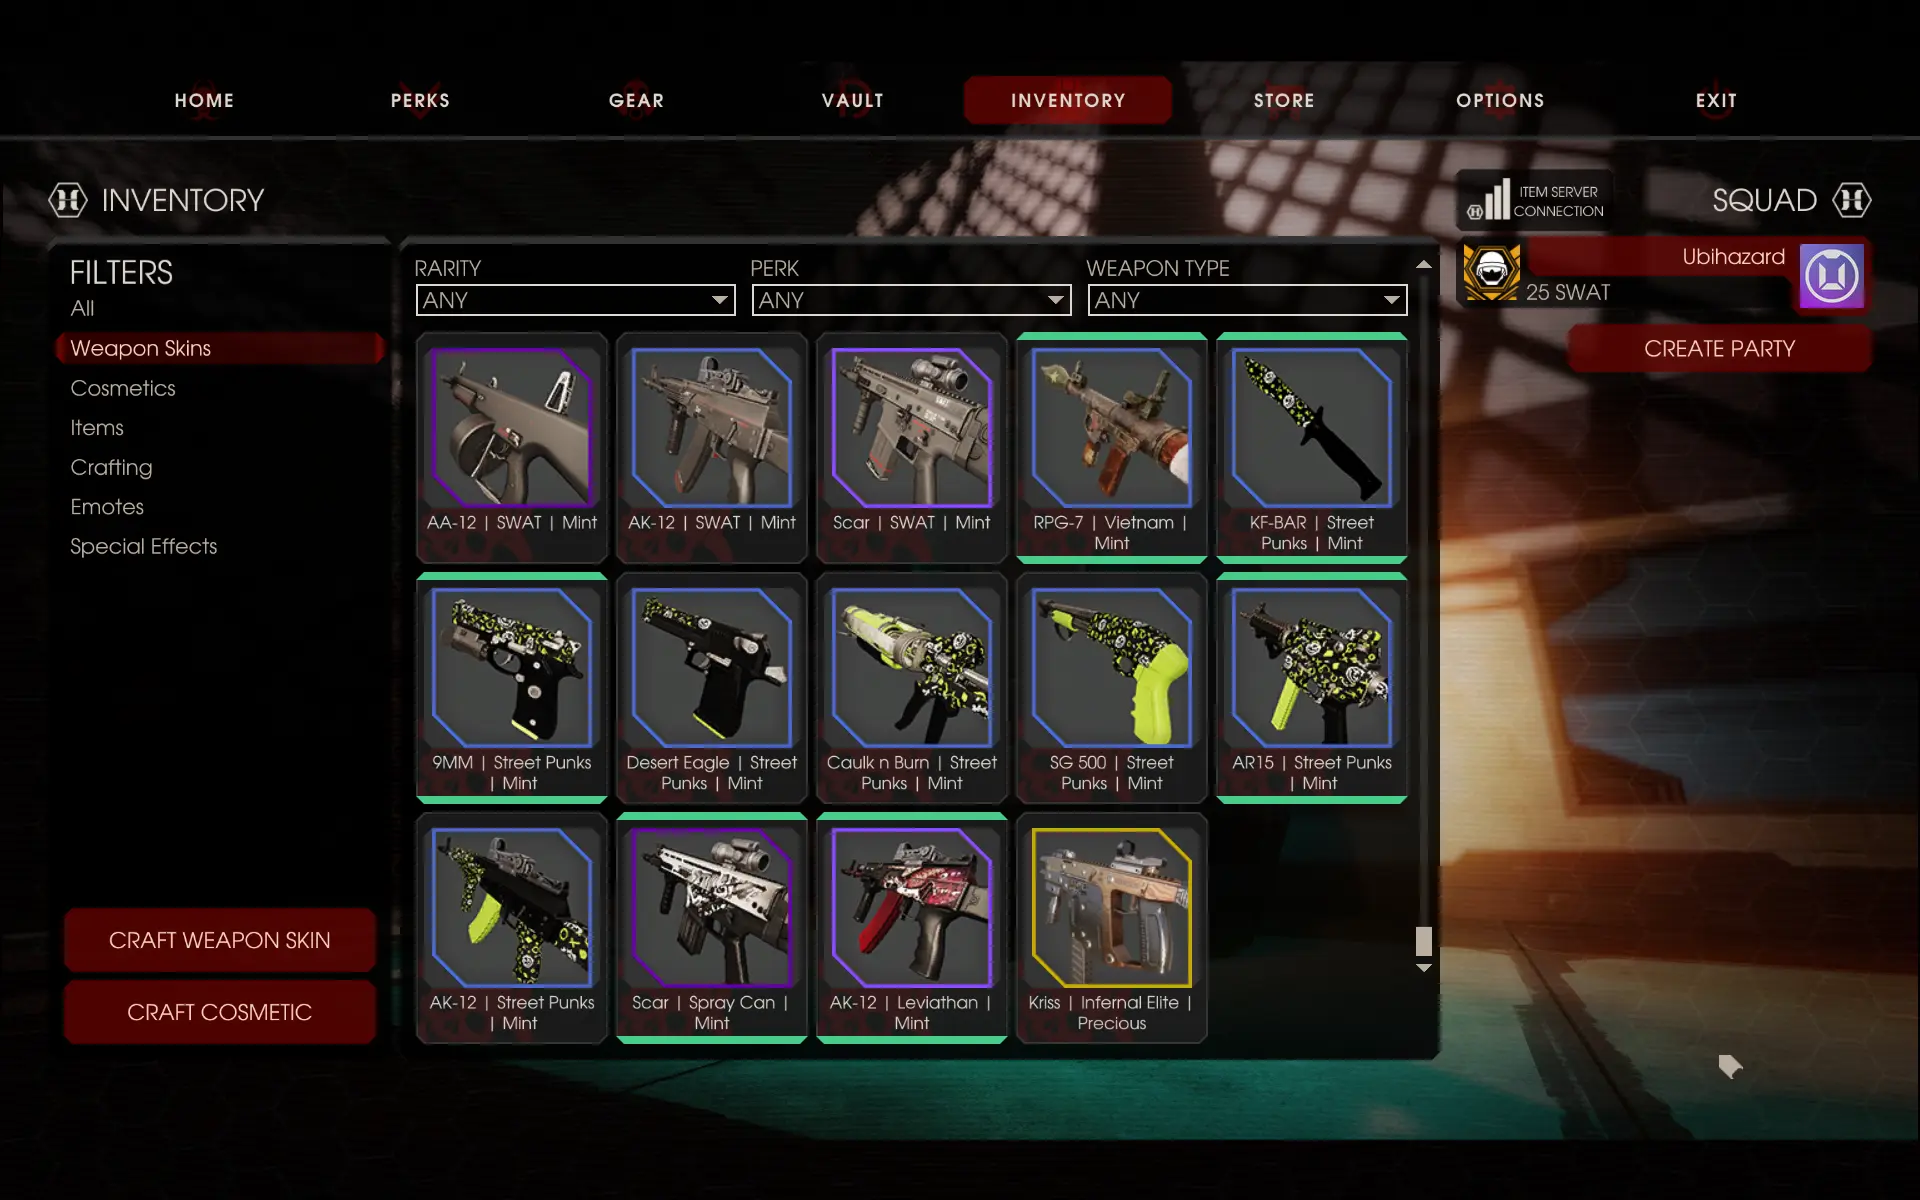 HOME
PERKS
GEAR
VAULT
INVENTORY
STORE
OPTIONS
EXIT
INVENTORY
ITEM SERVER
CONNECTION
SQUAD
FILTERS
All
Weapon Skins
Cosmetics
Items
Crafting
Emotes
Special Effects
CRAFT WEAPON SKIN
CRAFT COSMETIC
RARITY
ANY
PERK
ANY
WEAPON TYPE
ANY
AA-12 | SWAT | Mint
AK-12 | SWAT | Mint
Scar | SWAT | Mint
RPG-7 | Vietnam |
Mint
KF-BAR | Street
Punks | Mint
9MM | Street Punks
| Mint
Desert Eagle | Street
Punks | Mint
Caulk n Burn | Street
Punks | Mint
SG 500 | Street
Punks | Mint
AR15 | Street Punks
| Mint
AK-12 | Street Punks
| Mint
Scar | Spray Can |
Mint
AK-12 | Leviathan |
Mint
Kriss | Infernal Elite |
Precious
Ubihazard
25 SWAT
CREATE PARTY